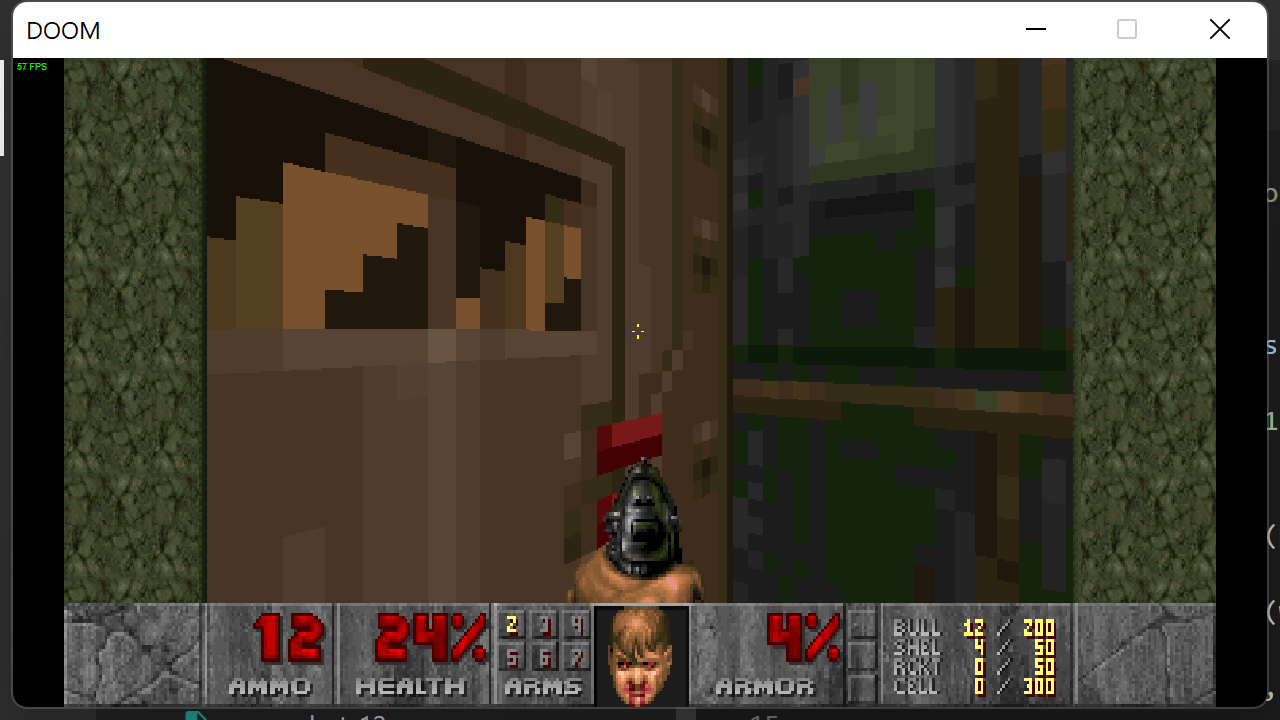 DOOM
57 FPS
12 24% 2 3 4 4% BULL 12 / 200
5 6 7 SHEL 4 / 50
RCKT 0 / 50
AMMO HEALTH ARMS ARMOR CELL 0 / 300
15